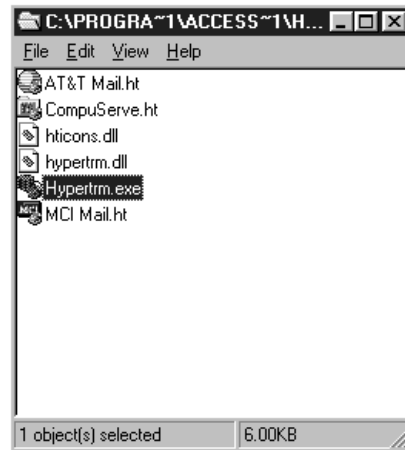 C:\PROGRA~1\ACCESS~1\H...
File Edit View Help
AT&T Mail.ht
CompuServe.ht
hticons.dll
hypertrm.dll
Hypertrm.exe
MCI Mail.ht
1 object(s) selected 6.00KB